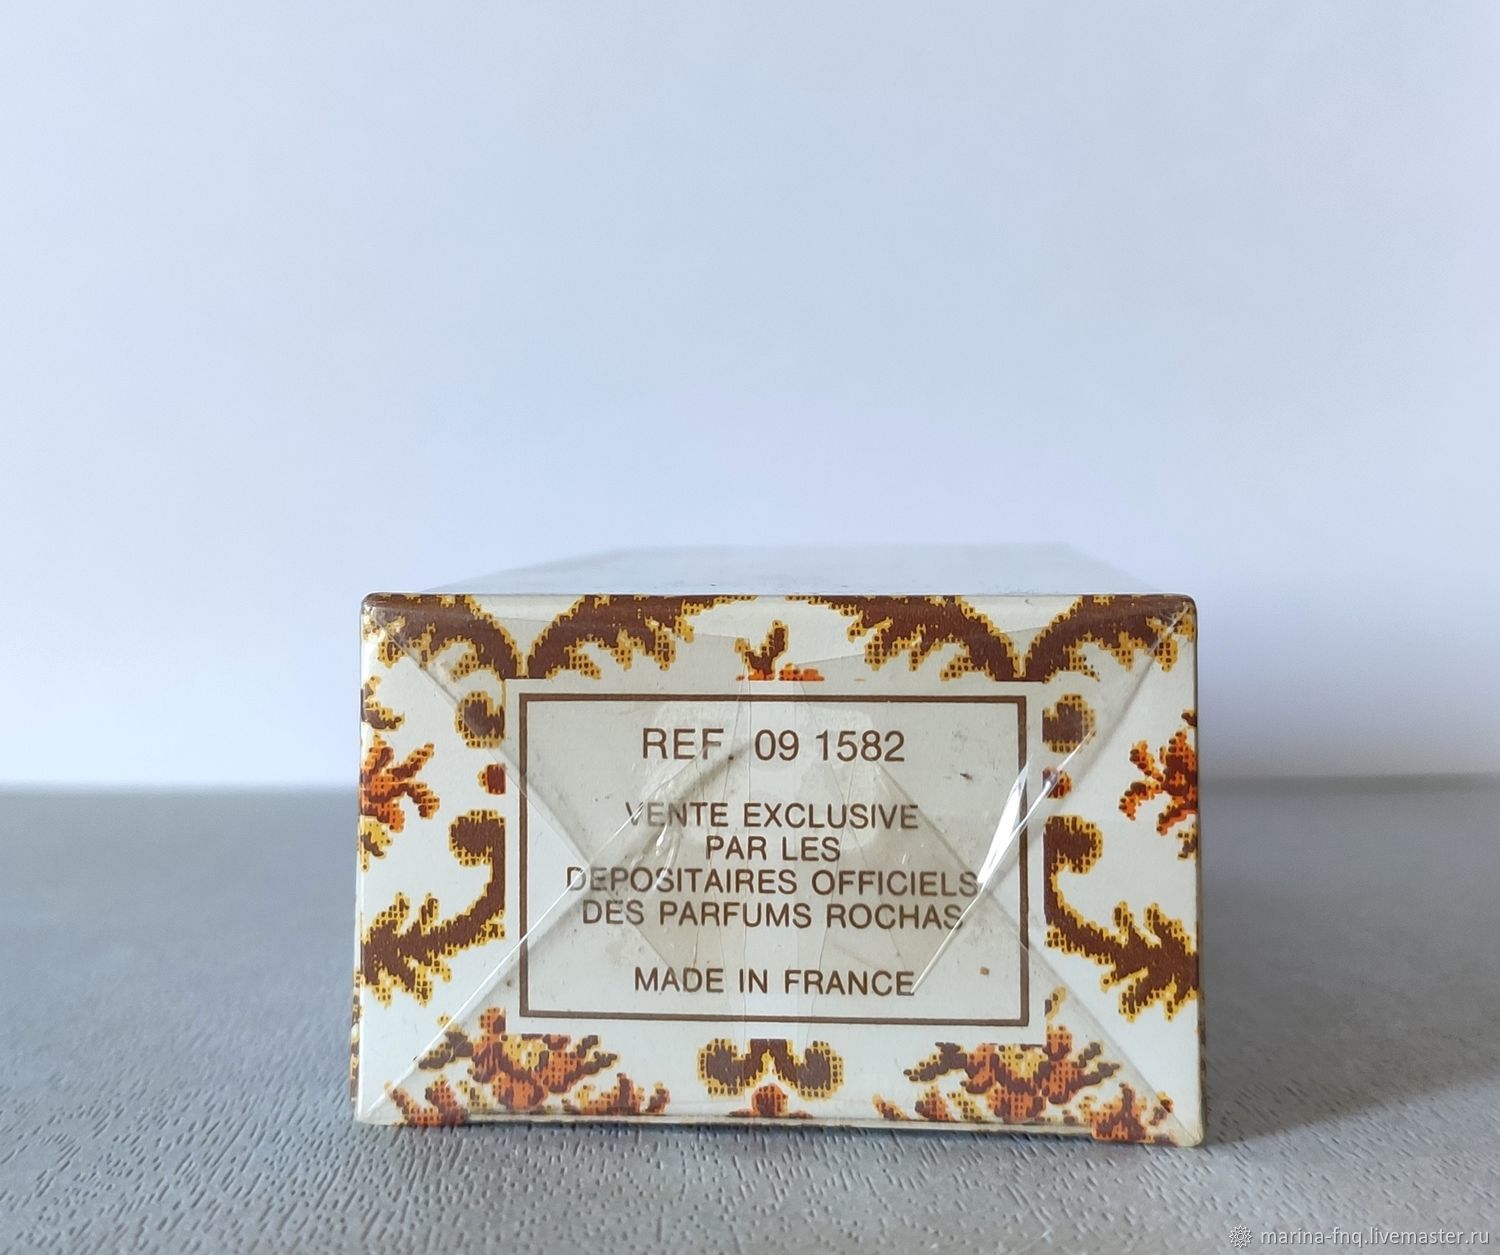 REF. 09 1582
VENTE EXCLUSIVE
PAR LES
DEPOSITAIRES OFFICIELS
DES PARFUMS ROCHAS
MADE IN FRANCE
marina-fnq.livemaster.ru